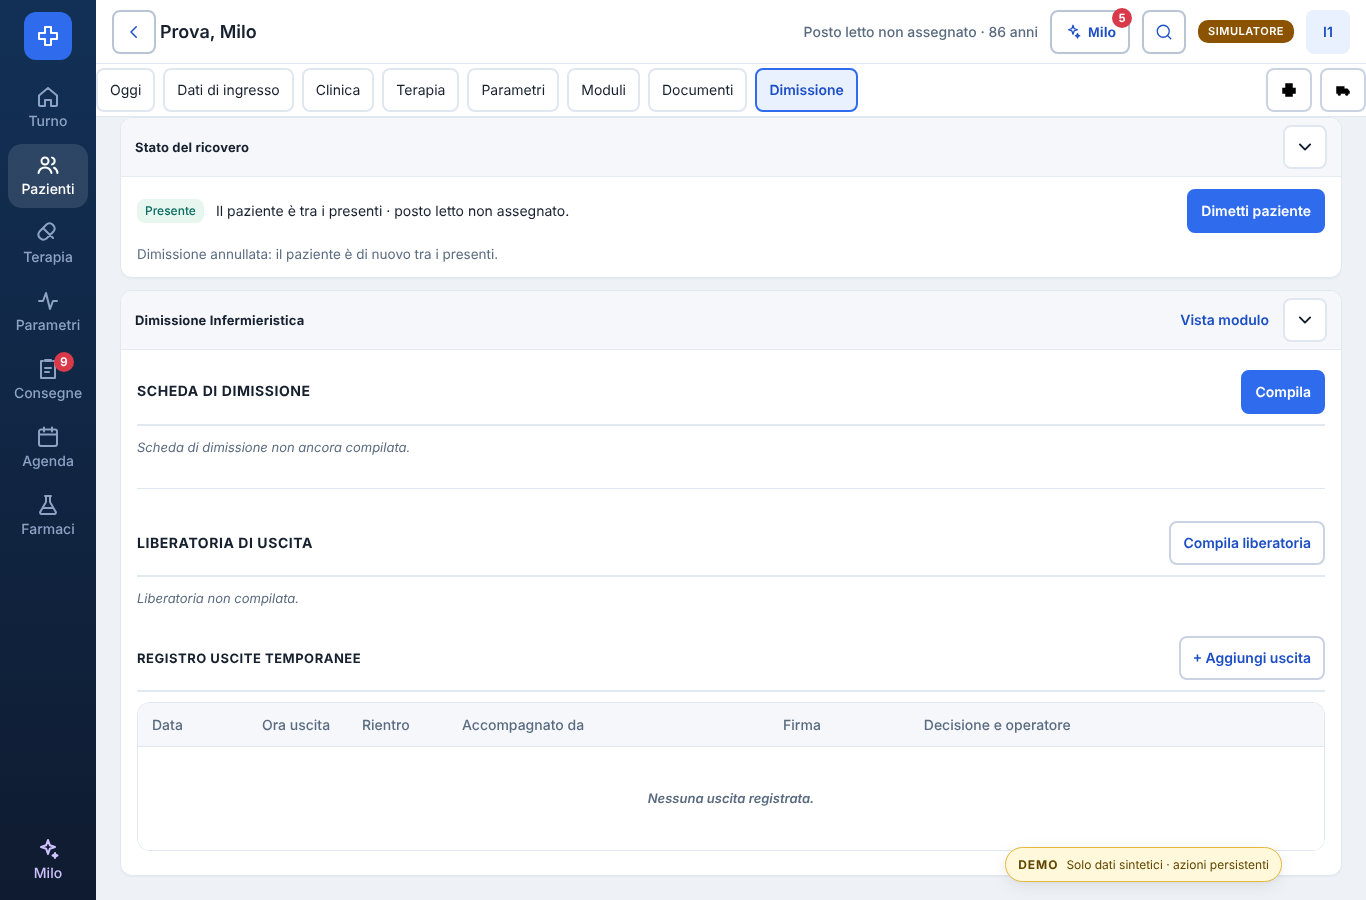 Prova, Milo
Posto letto non assegnato · 86 anni
Milo
5
SIMULATORE
I1
Turno
Pazienti
Terapia
Parametri
9
Consegne
Agenda
Farmaci
Milo
Oggi
Dati di ingresso
Clinica
Terapia
Parametri
Moduli
Documenti
Dimissione
Stato del ricovero
Presente
Il paziente è tra i presenti · posto letto non assegnato.
Dimetti paziente
Dimissione annullata: il paziente è di nuovo tra i presenti.
Dimissione Infermieristica
Vista modulo
SCHEDA DI DIMISSIONE
Compila
Scheda di dimissione non ancora compilata.
LIBERATORIA DI USCITA
Compila liberatoria
Liberatoria non compilata.
REGISTRO USCITE TEMPORANEE
+ Aggiungi uscita
Data Ora uscita Rientro Accompagnato da Firma Decisione e operatore
Nessuna uscita registrata.
DEMO Solo dati sintetici · azioni persistenti